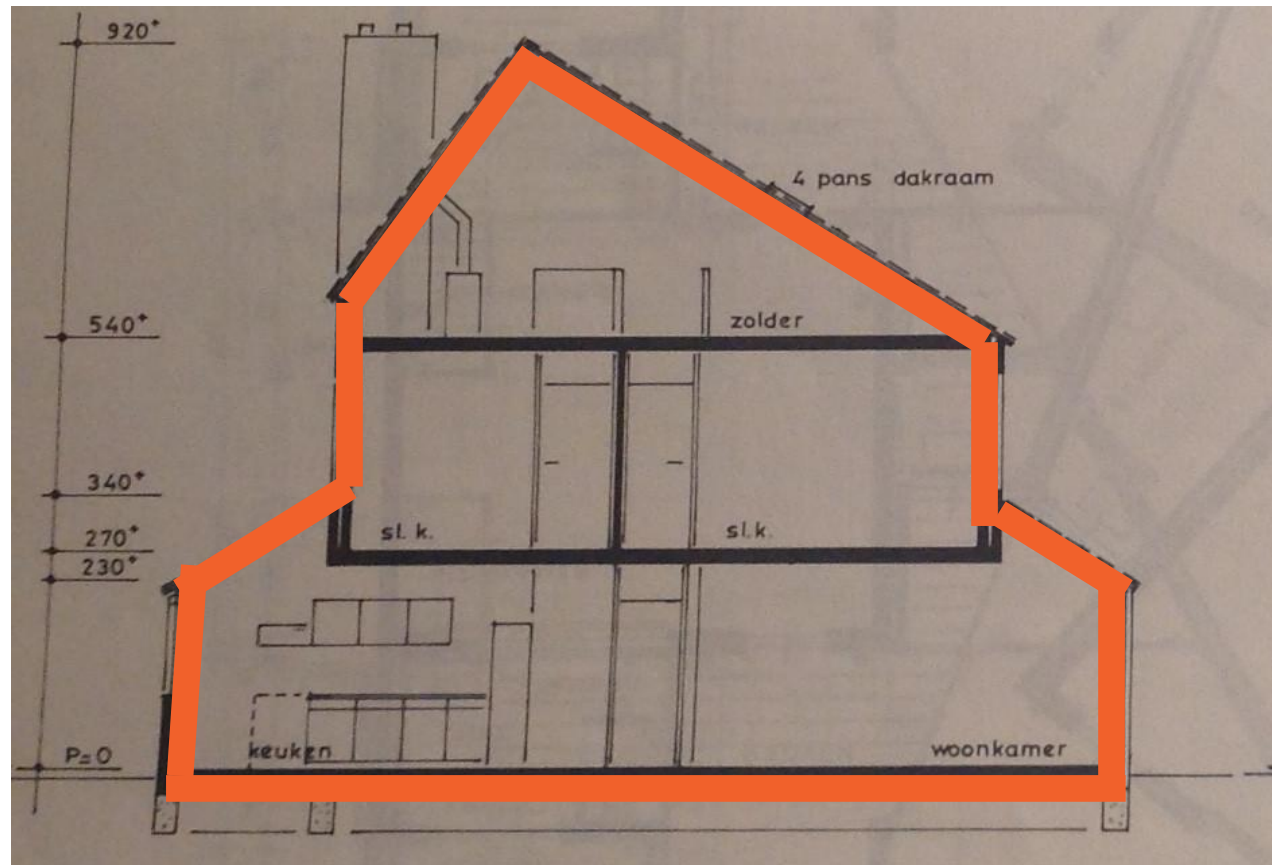 920+
4 pans dakraam
540+
zolder
340+
sl. k.
sl. k.
270+
230+
P=0
keuken
woonkamer